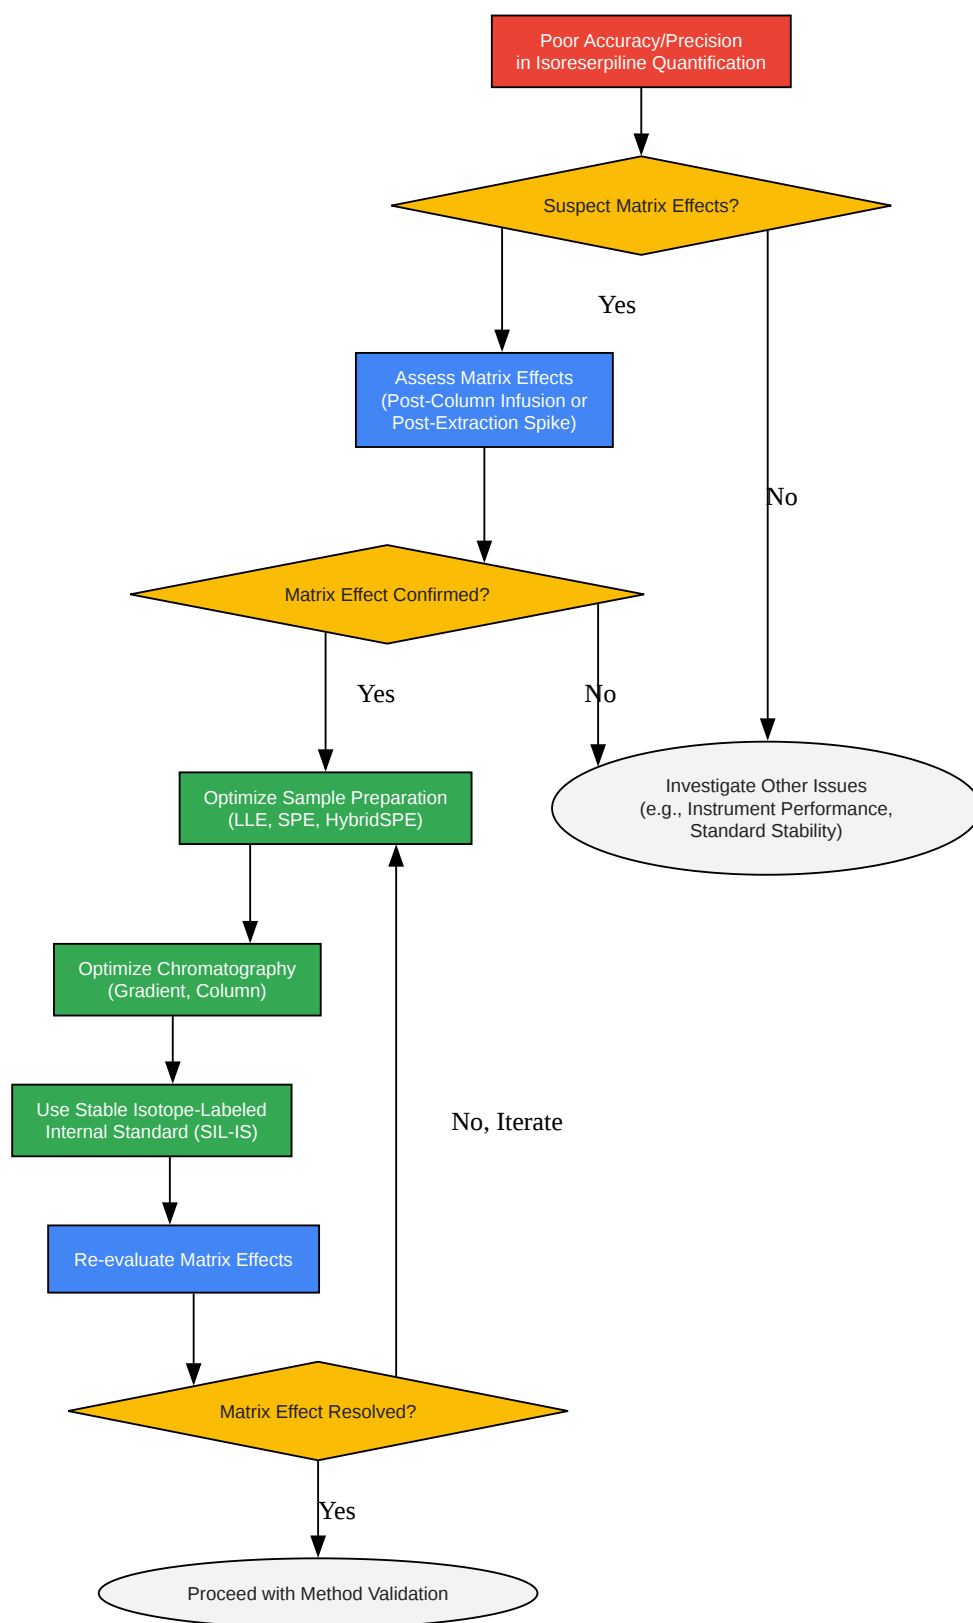 Poor Accuracy/Precision
in Isoreserpiline Quantification
Suspect Matrix Effects?
Yes
Assess Matrix Effects
(Post-Column Infusion or
Post-Extraction Spike)
No
Matrix Effect Confirmed?
Yes
No
Investigate Other Issues
(e.g., Instrument Performance,
Standard Stability)
Optimize Sample Preparation
(LLE, SPE, HybridSPE)
Optimize Chromatography
(Gradient, Column)
Use Stable Isotope-Labeled
Internal Standard (SIL-IS)
No, Iterate
Re-evaluate Matrix Effects
Matrix Effect Resolved?
Yes
Proceed with Method Validation